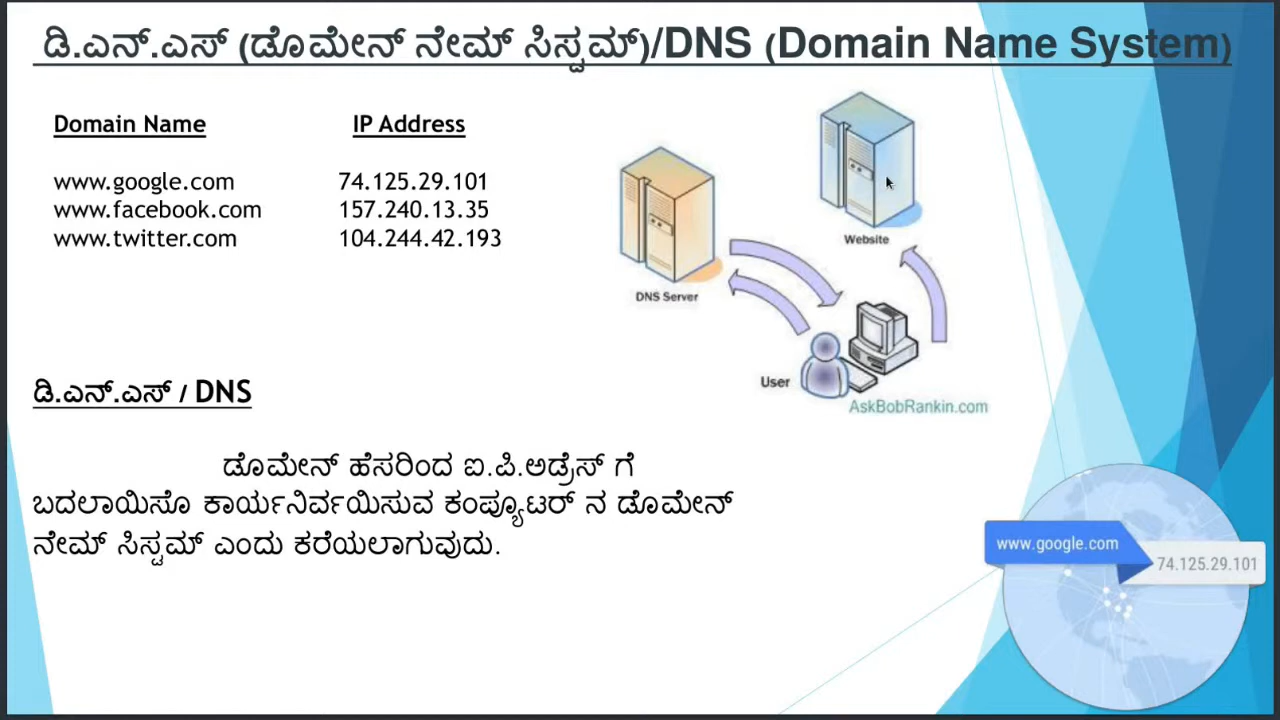 ಡಿ.ಎನ್.ಎಸ್ (ಡೊಮೇನ್ ನೇಮ್ ಸಿಸ್ಟಮ್)/DNS (Domain Name System)
Domain Name IP Address
www.google.com 74.125.29.101
www.facebook.com 157.240.13.35
www.twitter.com 104.244.42.193
Website
DNS Server
User
AskBobRankin.com
ಡಿ.ಎನ್.ಎಸ್ / DNS
ಡೊಮೇನ್ ಹೆಸರಿಂದ ಐ.ಪಿ.ಅಡ್ರೆಸ್ ಗೆ
ಬದಲಾಯಿಸೊ ಕಾರ್ಯನಿರ್ವಯಿಸುವ ಕಂಪ್ಯೂಟರ್ ನ ಡೊಮೇನ್
ನೇಮ್ ಸಿಸ್ಟಮ್ ಎಂದು ಕರೆಯಲಾಗುವುದು.
www.google.com
74.125.29.101